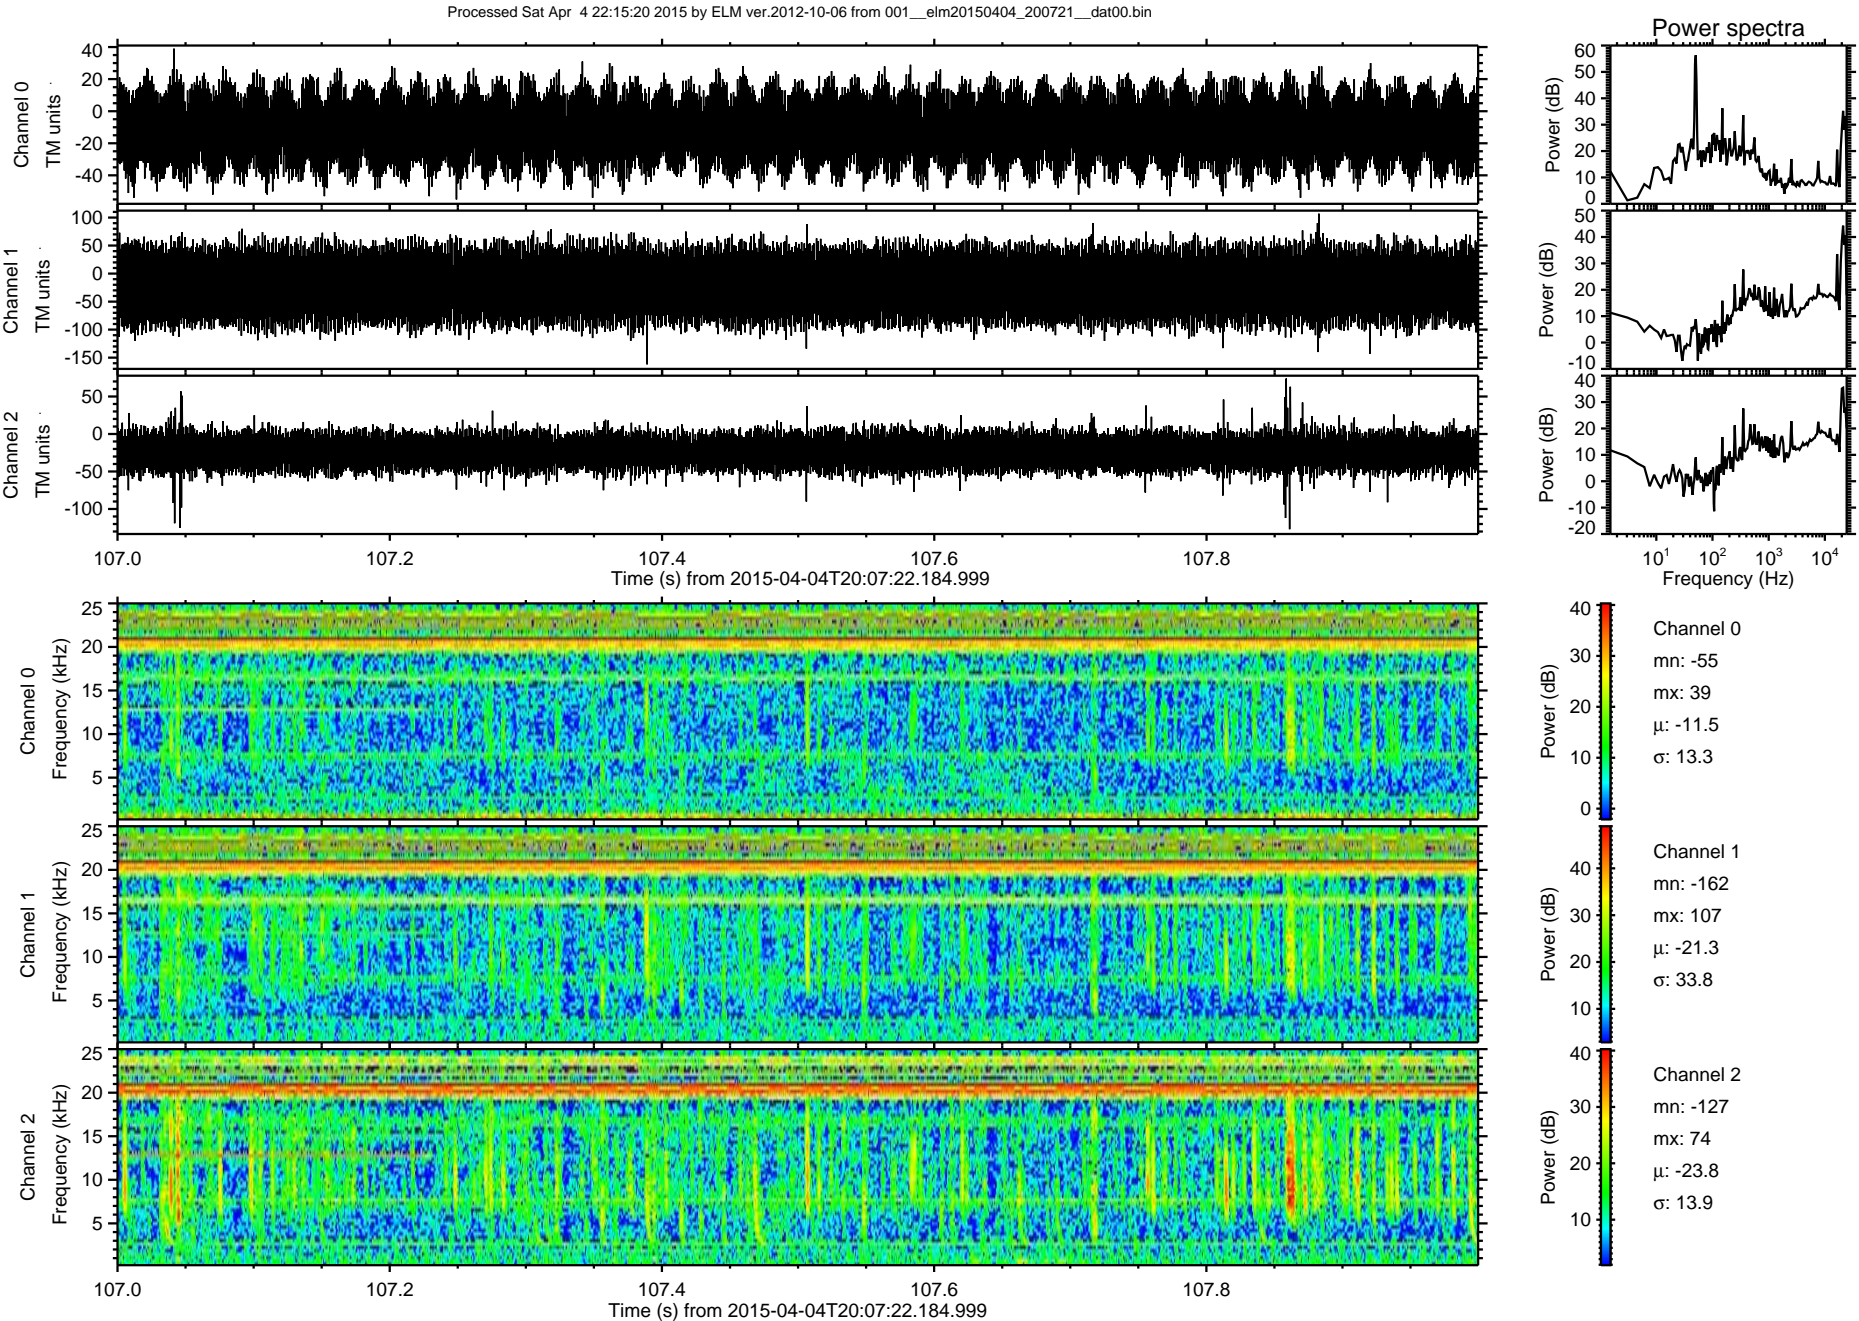 Processed Sat Apr  4 22:15:20 2015 by ELM ver.2012-10-06 from 001__elm20150404_200721__dat00.bin
Power spectra
Channel 0
TM units
40
20
0
-20
-40
Power (dB)
60
50
40
30
20
10
0
Channel 1
TM units
100
50
0
-50
-100
-150
Power (dB)
50
40
30
20
10
0
-10
Channel 2
TM units
50
0
-50
-100
Power (dB)
40
30
20
10
0
-10
-20
107.0 107.2 107.4 107.6 107.8
Time (s) from 2015-04-04T20:07:22.184.999
10^1 10^2 10^3 10^4
Frequency (Hz)
Channel 0
Frequency (kHz)
25
20
15
10
5
Power (dB)
40
30
20
10
0
Channel 0
mn: -55
mx: 39
μ: -11.5
σ: 13.3
Channel 1
Frequency (kHz)
25
20
15
10
5
Power (dB)
40
30
20
10
Channel 1
mn: -162
mx: 107
μ: -21.3
σ: 33.8
Channel 2
Frequency (kHz)
25
20
15
10
5
Power (dB)
40
30
20
10
Channel 2
mn: -127
mx: 74
μ: -23.8
σ: 13.9
107.0 107.2 107.4 107.6 107.8
Time (s) from 2015-04-04T20:07:22.184.999